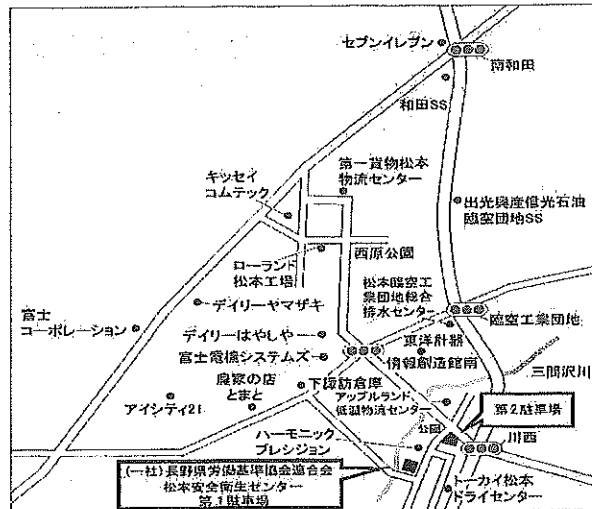 セブンイレブン
南和田
和田SS
第一貨物松本
物流センター
キッセイ
コムテック
出光興産信光石油
臨空団地SS
西原公園
ローランド
松本工場
松本臨空工
業団地総合
排水センター
デイリーヤマザキ
臨空工業団地
富士
コーポレーション
デイリーはやしや
東洋計器
富士電機システムズ
情報創造館南
三間沢川
農家の店
とまと
下諏訪倉庫
アップルランド
低温物流センター
アイシティ21
第2駐車場
公園
川西
ハーモニック
プレシジョン
(一社)長野県労働基準協会連合会
松本安全衛生センター
第1駐車場
トーカイ松本
ドライセンター